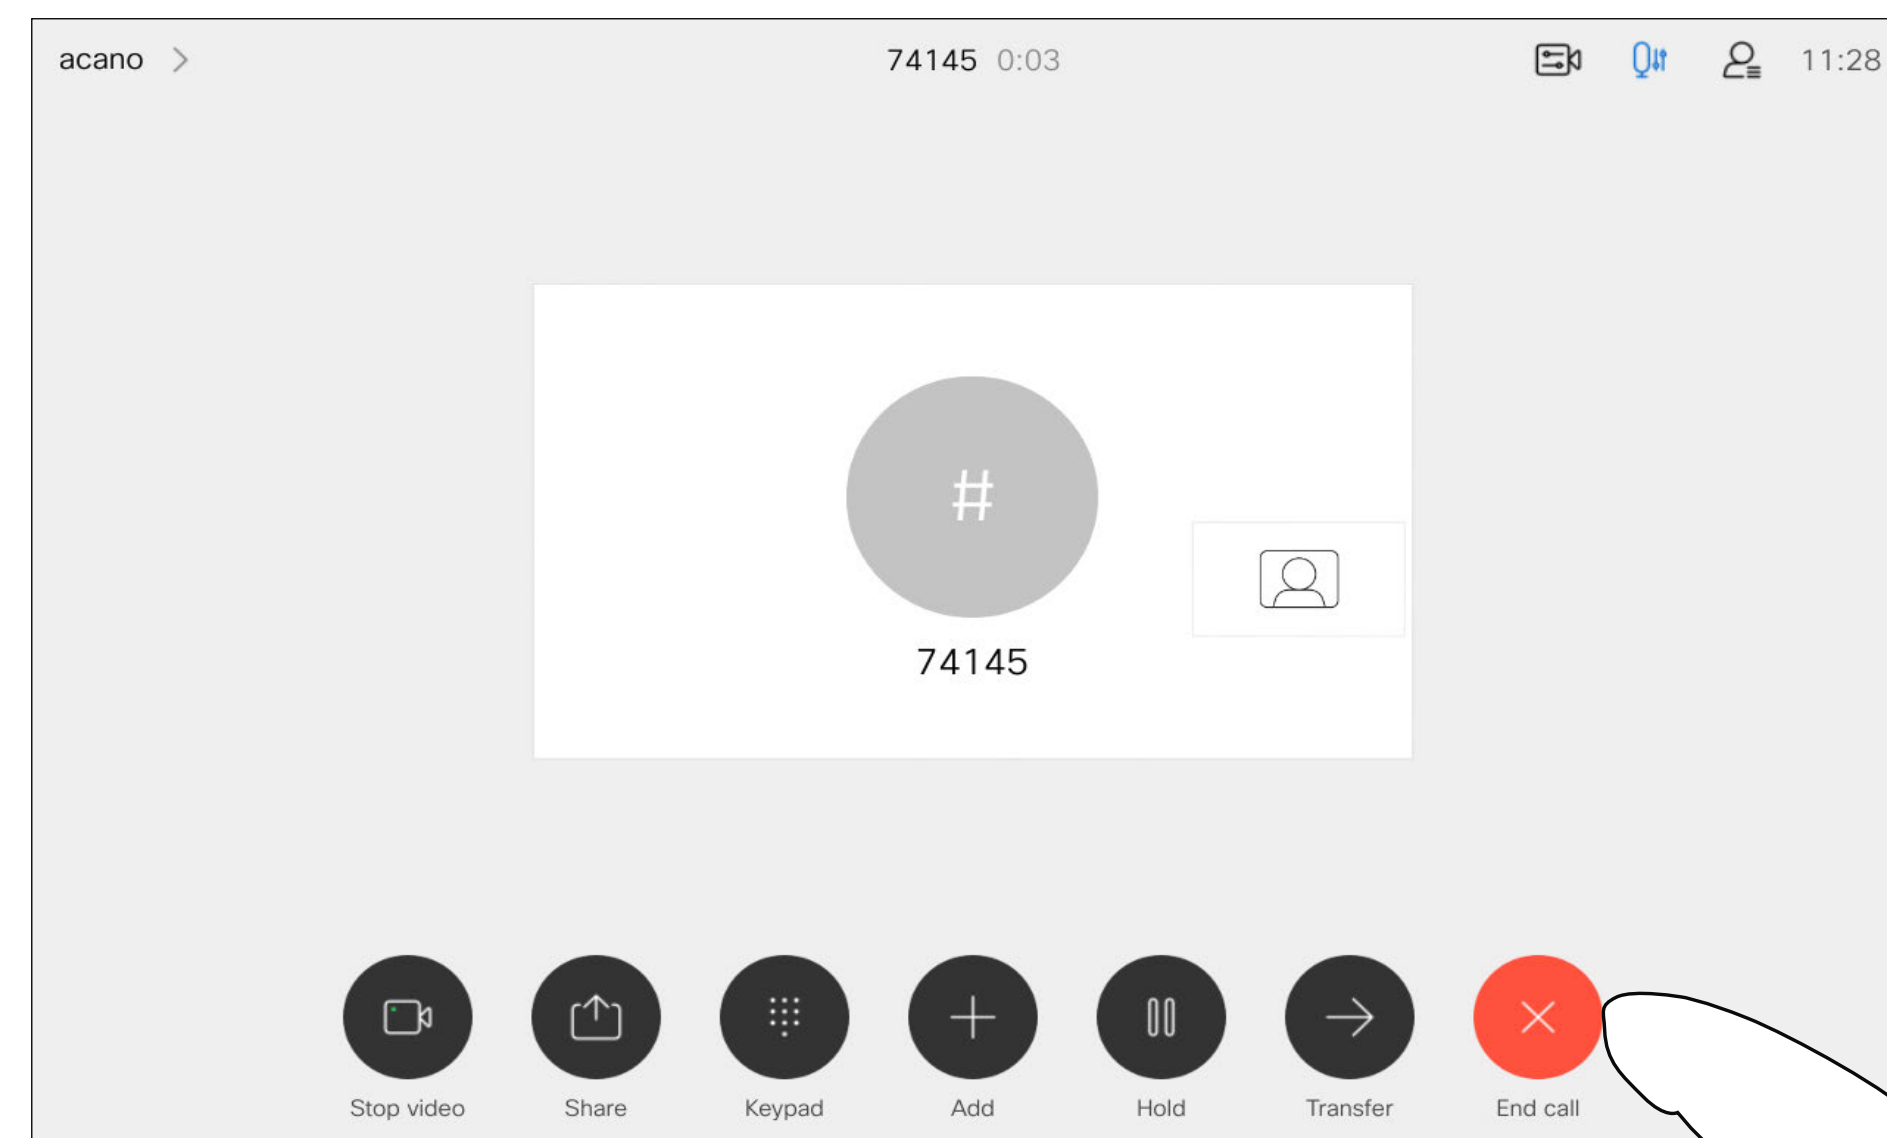 acano
74145 0:03
11:28
#
74145
Stop video
Share
Keypad
Add
Hold
Transfer
End call